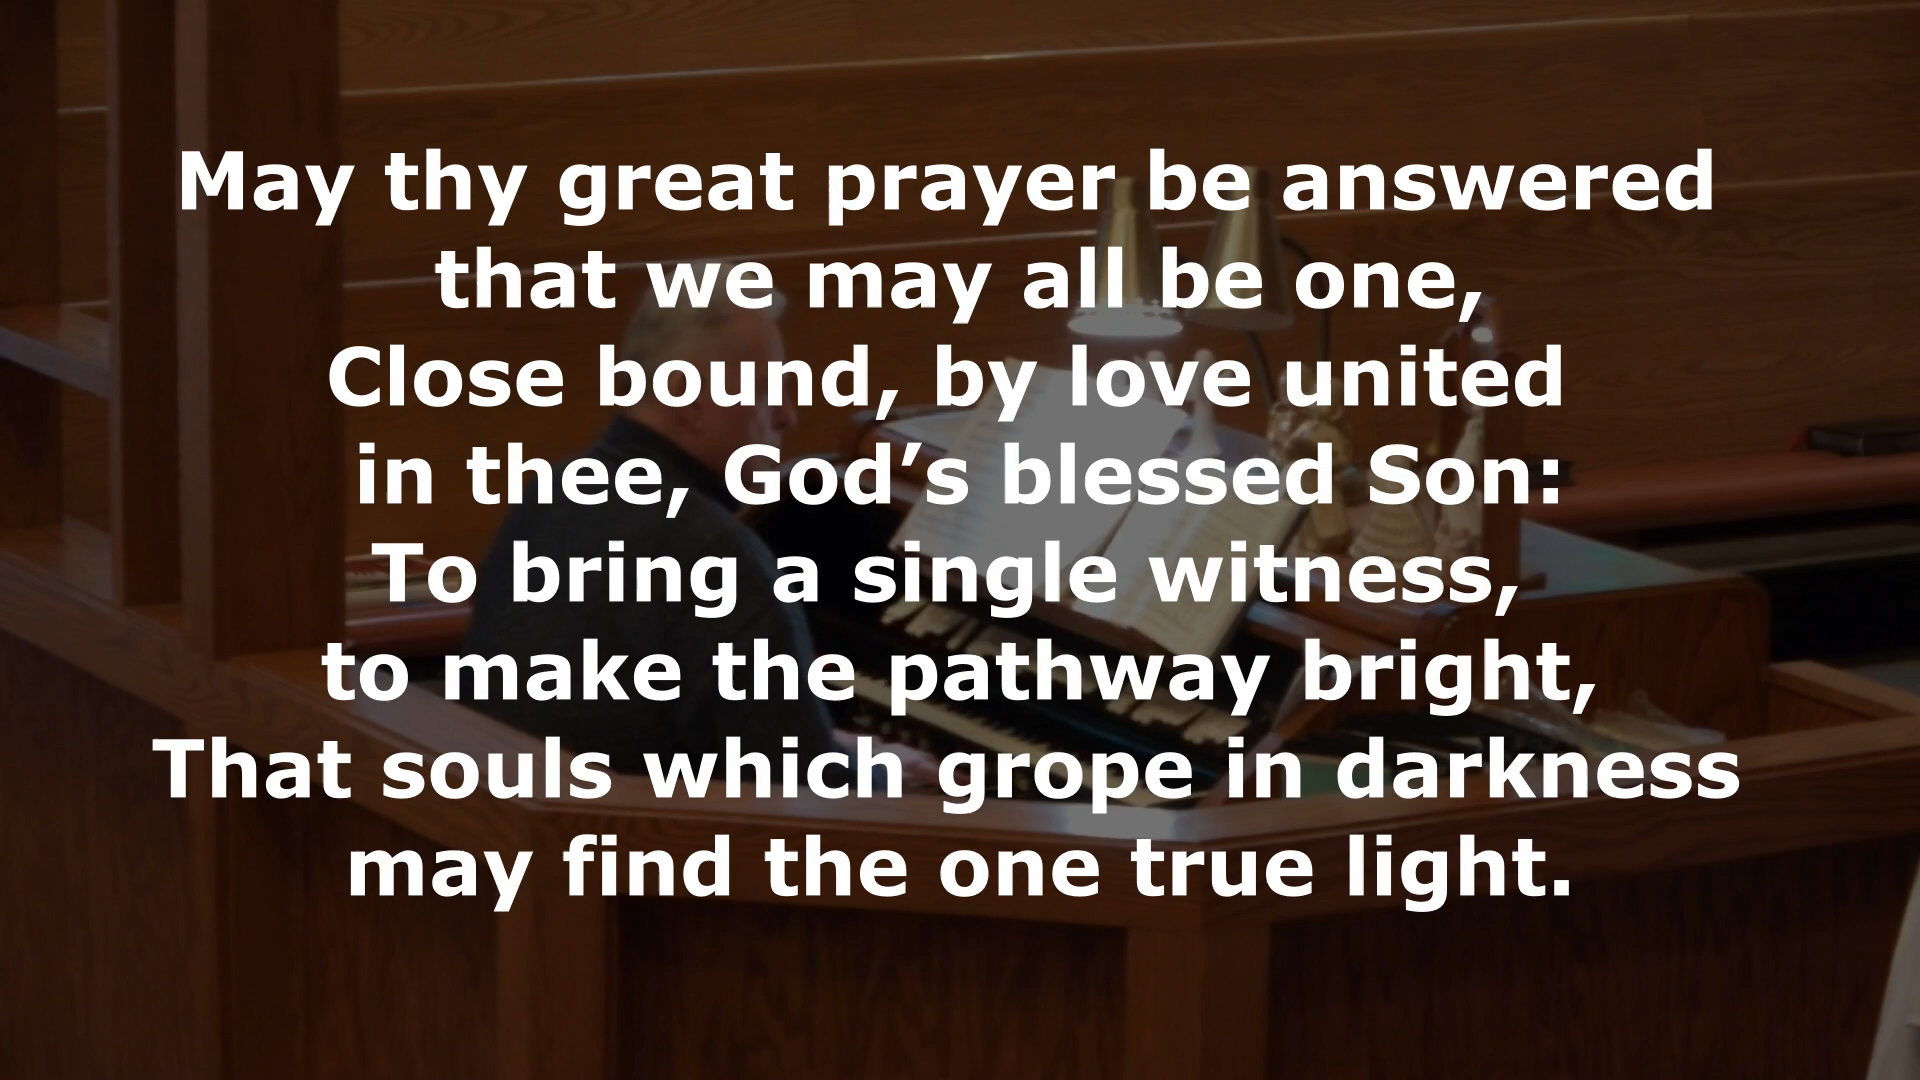 May thy great prayer be answered
that we may all be one,
Close bound, by love united
in thee, God’s blessed Son:
To bring a single witness,
to make the pathway bright,
That souls which grope in darkness
may find the one true light.